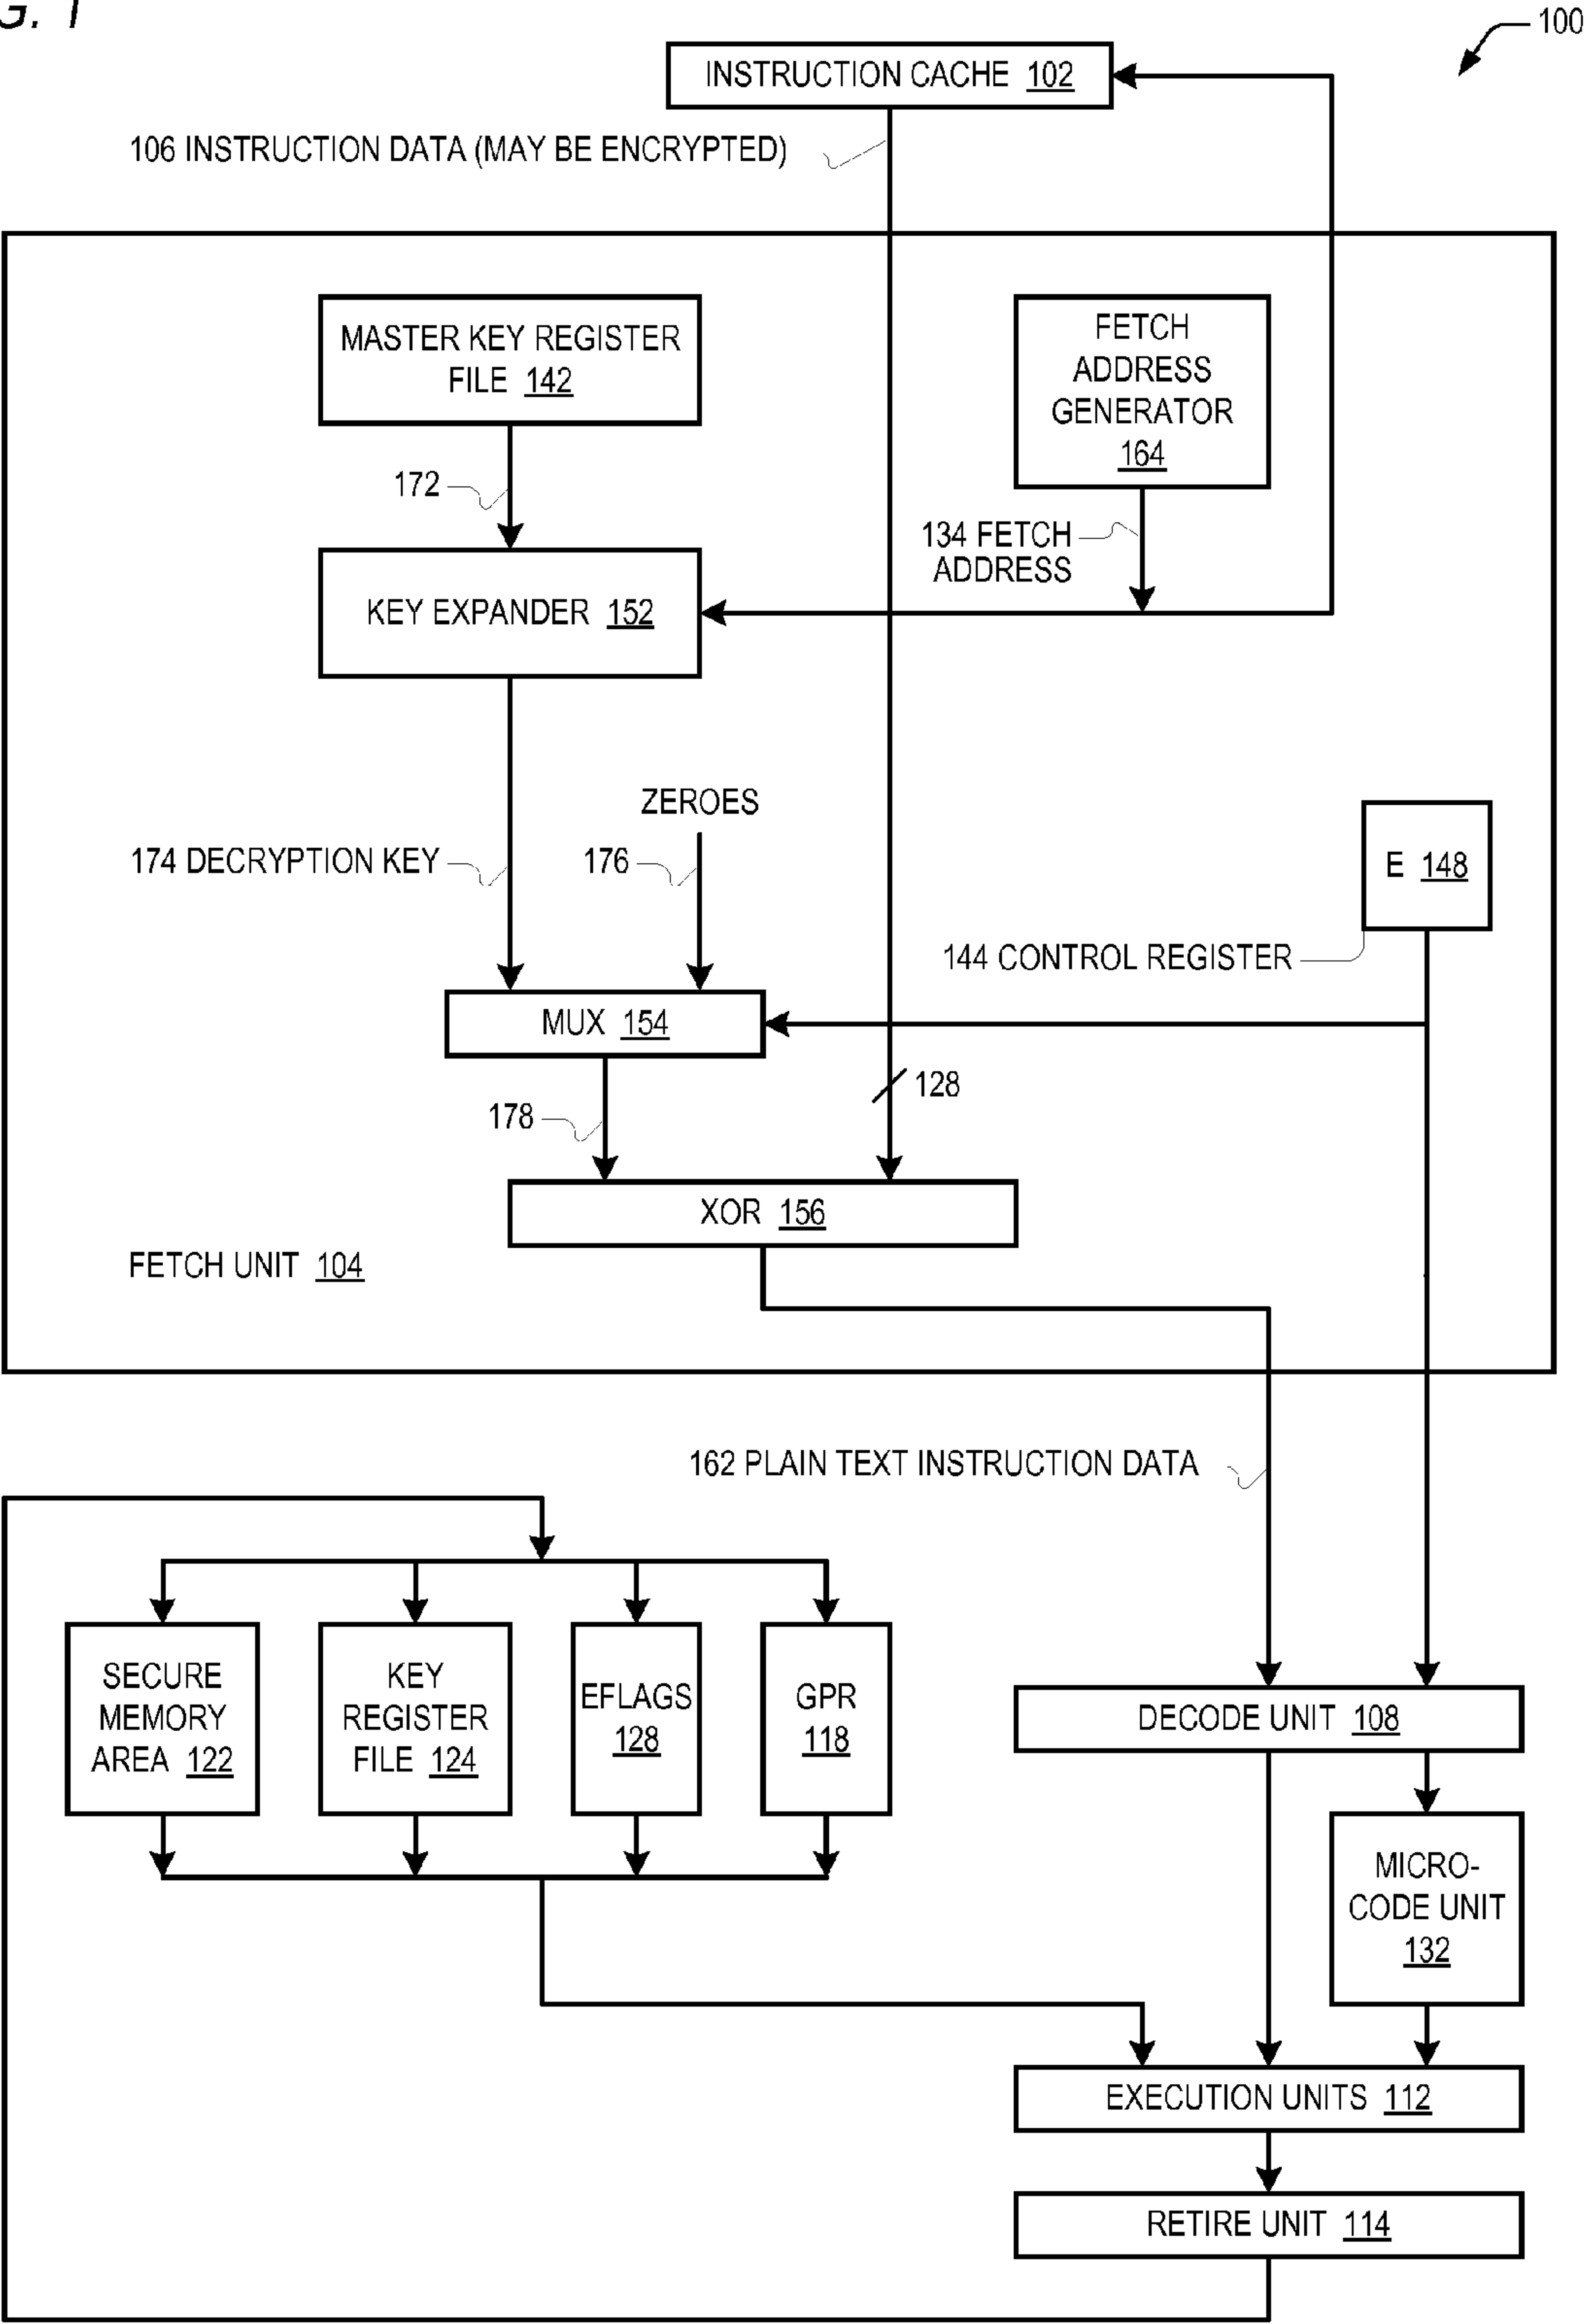 G. 1
100
INSTRUCTION CACHE 102
106 INSTRUCTION DATA (MAY BE ENCRYPTED)
MASTER KEY REGISTER
FILE 142
FETCH
ADDRESS
GENERATOR
164
172
134 FETCH
ADDRESS
KEY EXPANDER 152
ZEROES
174 DECRYPTION KEY
176
E 148
144 CONTROL REGISTER
MUX 154
128
178
XOR 156
FETCH UNIT 104
162 PLAIN TEXT INSTRUCTION DATA
SECURE
MEMORY
AREA 122
KEY
REGISTER
FILE 124
EFLAGS
128
GPR
118
DECODE UNIT 108
MICRO-
CODE UNIT
132
EXECUTION UNITS 112
RETIRE UNIT 114